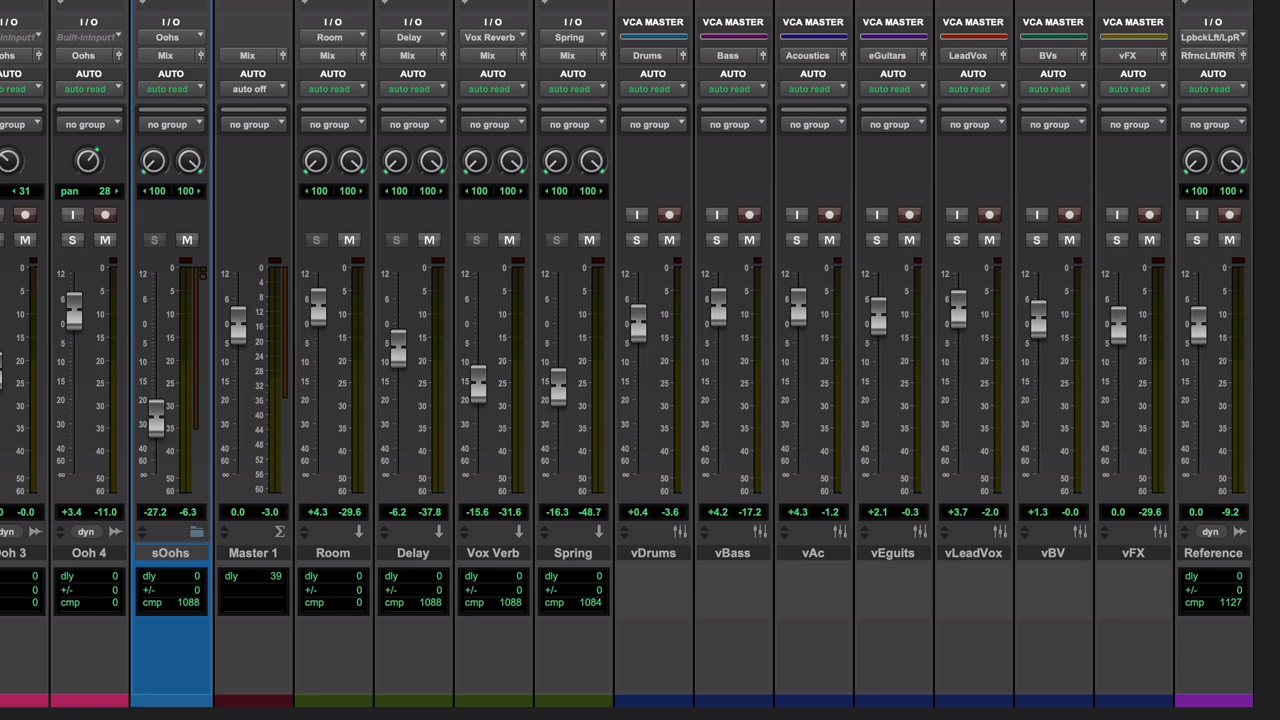 I/O I/O I/O I/O I/O I/O VCA MASTER VCA MASTER VCA MASTER VCA MASTER VCA MASTER VCA MASTER VCA MASTER I/O
Built-inInput1 Oohs Room Delay Vox Reverb Spring LpbckLft/LpR
Oohs Mix Mix Mix Mix Mix Mix Drums Bass Acoustics eGuitars LeadVox BVs vFX RfrncLft/RfR
AUTO AUTO AUTO AUTO AUTO AUTO AUTO AUTO AUTO AUTO AUTO AUTO AUTO AUTO AUTO
auto read auto read auto off auto read auto read auto read auto read auto read auto read auto read auto read auto read auto read auto read auto read
group no group no group no group no group no group no group no group no group no group no group no group no group no group no group no group
31 pan 28 100 100 100 100 100 100 100 100 100 100 100 100
I I I I I I I I I
M S M S M S M S M S M S M S M S M S M S M S M S M S M S M
-0.0 +3.4 -11.0 -27.2 -6.3 0.0 -3.0 +4.3 -29.6 -6.2 -37.8 -15.6 -31.6 -16.3 -48.7 +0.4 -3.6 +4.2 -17.2 +4.3 -1.2 +2.1 -0.3 +3.7 -2.0 +1.3 -0.0 0.0 -29.6 0.0 -9.2
dyn dyn Σ dyn
Ooh 4 sOohs Master 1 Room Delay Vox Verb Spring vDrums vBass vAc vEguits vLeadVox vBV vFX Reference
0 dly 0 dly 0 dly 39 dly 0 dly 0 dly 0 dly 0 dly 0
0 +/- 0 +/- 0 +/- 0 +/- 0 +/- 0 +/- 0 +/- 0
0 cmp 0 cmp 1088 cmp 0 cmp 1088 cmp 1088 cmp 1084 cmp 1127